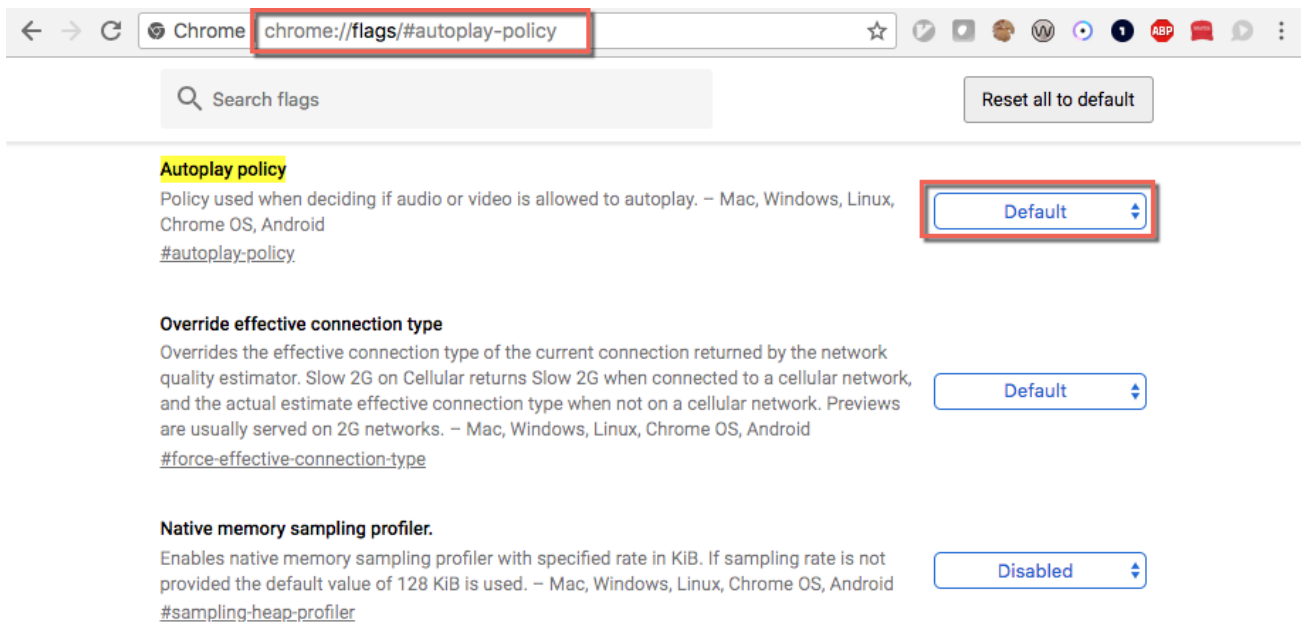 Chrome chrome://flags/#autoplay-policy ABP
Search flags Reset all to default
Autoplay policy
Policy used when deciding if audio or video is allowed to autoplay. – Mac, Windows, Linux,
Chrome OS, Android
Default
#autoplay-policy
Override effective connection type
Overrides the effective connection type of the current connection returned by the network
quality estimator. Slow 2G on Cellular returns Slow 2G when connected to a cellular network,
and the actual estimate effective connection type when not on a cellular network. Previews
are usually served on 2G networks. – Mac, Windows, Linux, Chrome OS, Android
Default
#force-effective-connection-type
Native memory sampling profiler.
Enables native memory sampling profiler with specified rate in KiB. If sampling rate is not
provided the default value of 128 KiB is used. – Mac, Windows, Linux, Chrome OS, Android
Disabled
#sampling-heap-profiler